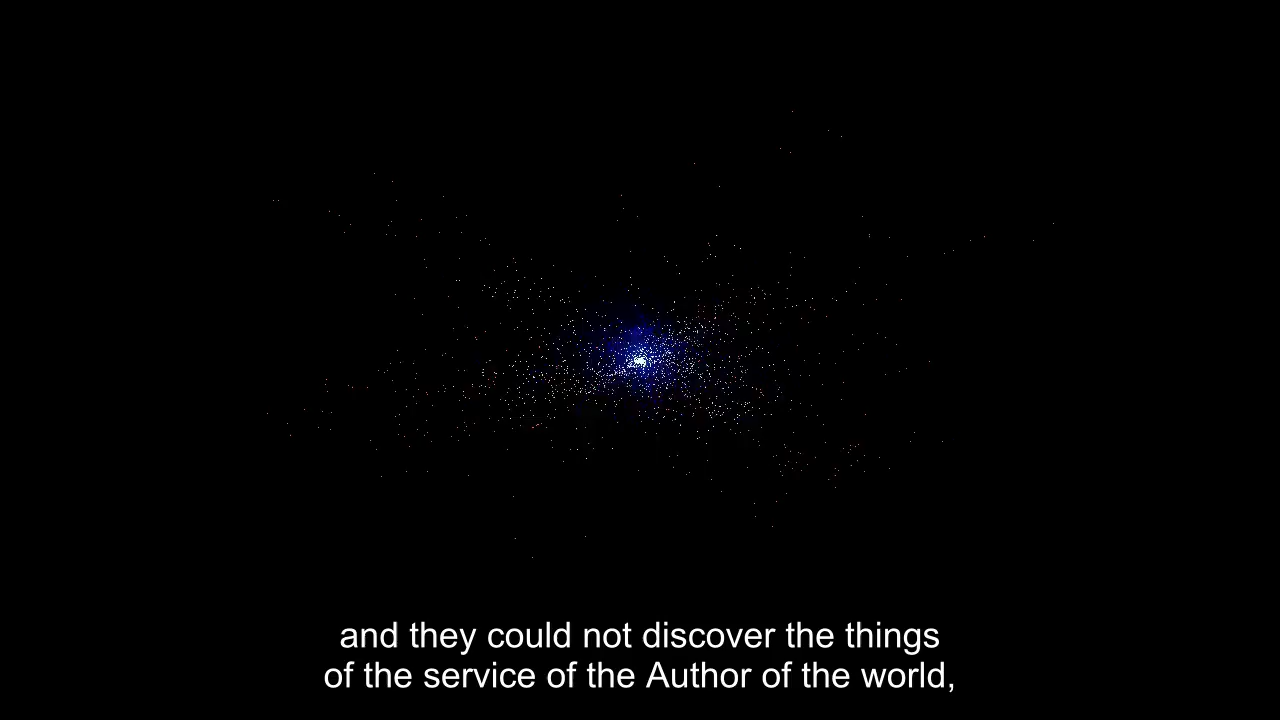 and they could not discover the things
of the service of the Author of the world,